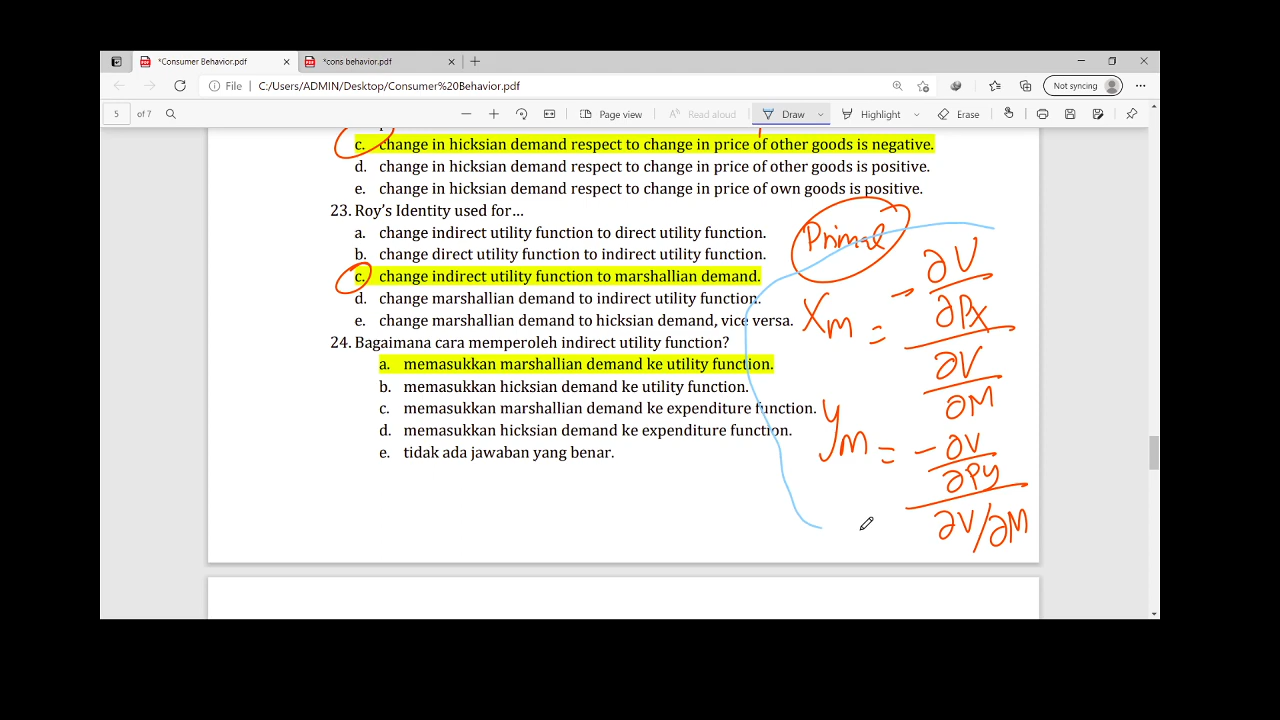 *Consumer Behavior.pdf
*cons behavior.pdf
File
C:/Users/ADMIN/Desktop/Consumer%20Behavior.pdf
Not syncing
5 of 7
Page view
Read aloud
Draw
Highlight
Erase
c. change in hicksian demand respect to change in price of other goods is negative.
d. change in hicksian demand respect to change in price of other goods is positive.
e. change in hicksian demand respect to change in price of own goods is positive.
23. Roy's Identity used for…
a. change indirect utility function to direct utility function.
b. change direct utility function to indirect utility function.
c. change indirect utility function to marshallian demand.
d. change marshallian demand to indirect utility function.
e. change marshallian demand to hicksian demand, vice versa.
24. Bagaimana cara memperoleh indirect utility function?
a. memasukkan marshallian demand ke utility function.
b. memasukkan hicksian demand ke utility function.
c. memasukkan marshallian demand ke expenditure function.
d. memasukkan hicksian demand ke expenditure function.
e. tidak ada jawaban yang benar.
Primal
∂V
Xm = - ∂Px
∂V
∂M
ym = - ∂V
∂Py
∂V/∂M